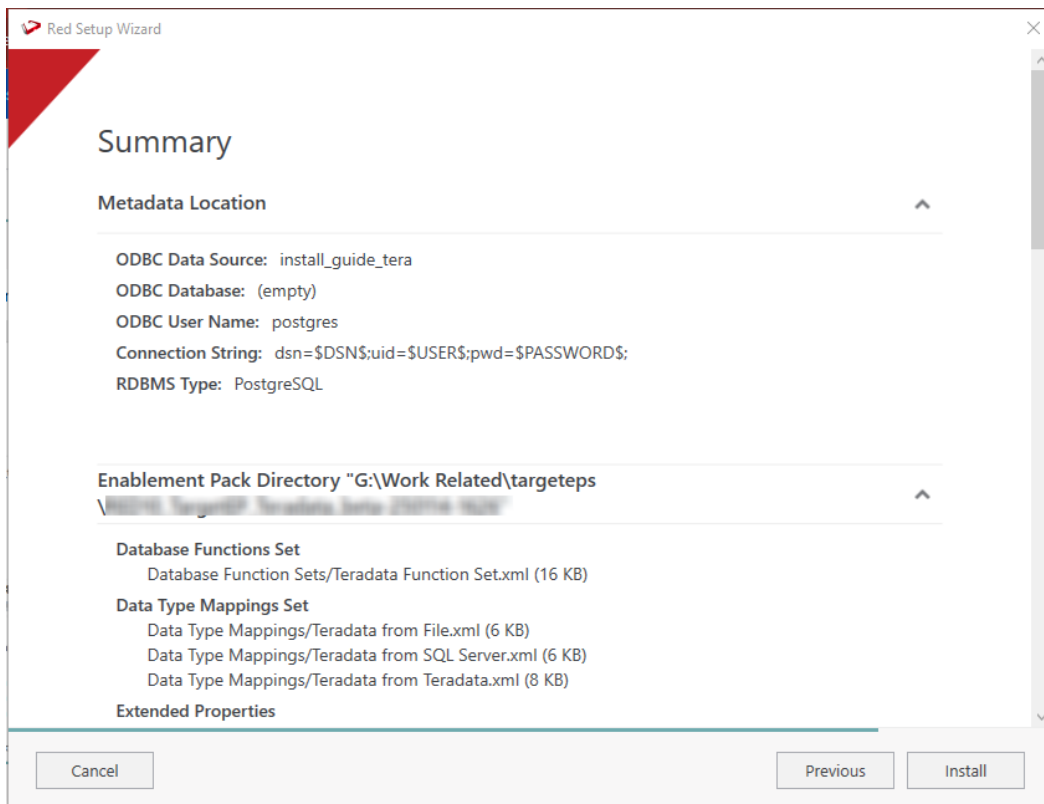 Red Setup Wizard
Summary
Metadata Location
ODBC Data Source: install_guide_tera
ODBC Database: (empty)
ODBC User Name: postgres
Connection String: dsn=$DSN$;uid=$USER$;pwd=$PASSWORD$;
RDBMS Type: PostgreSQL
Enablement Pack Directory "G:\Work Related\targeteps
\
Database Functions Set
Database Function Sets/Teradata Function Set.xml (16 KB)
Data Type Mappings Set
Data Type Mappings/Teradata from File.xml (6 KB)
Data Type Mappings/Teradata from SQL Server.xml (6 KB)
Data Type Mappings/Teradata from Teradata.xml (8 KB)
Extended Properties
Cancel
Previous
Install